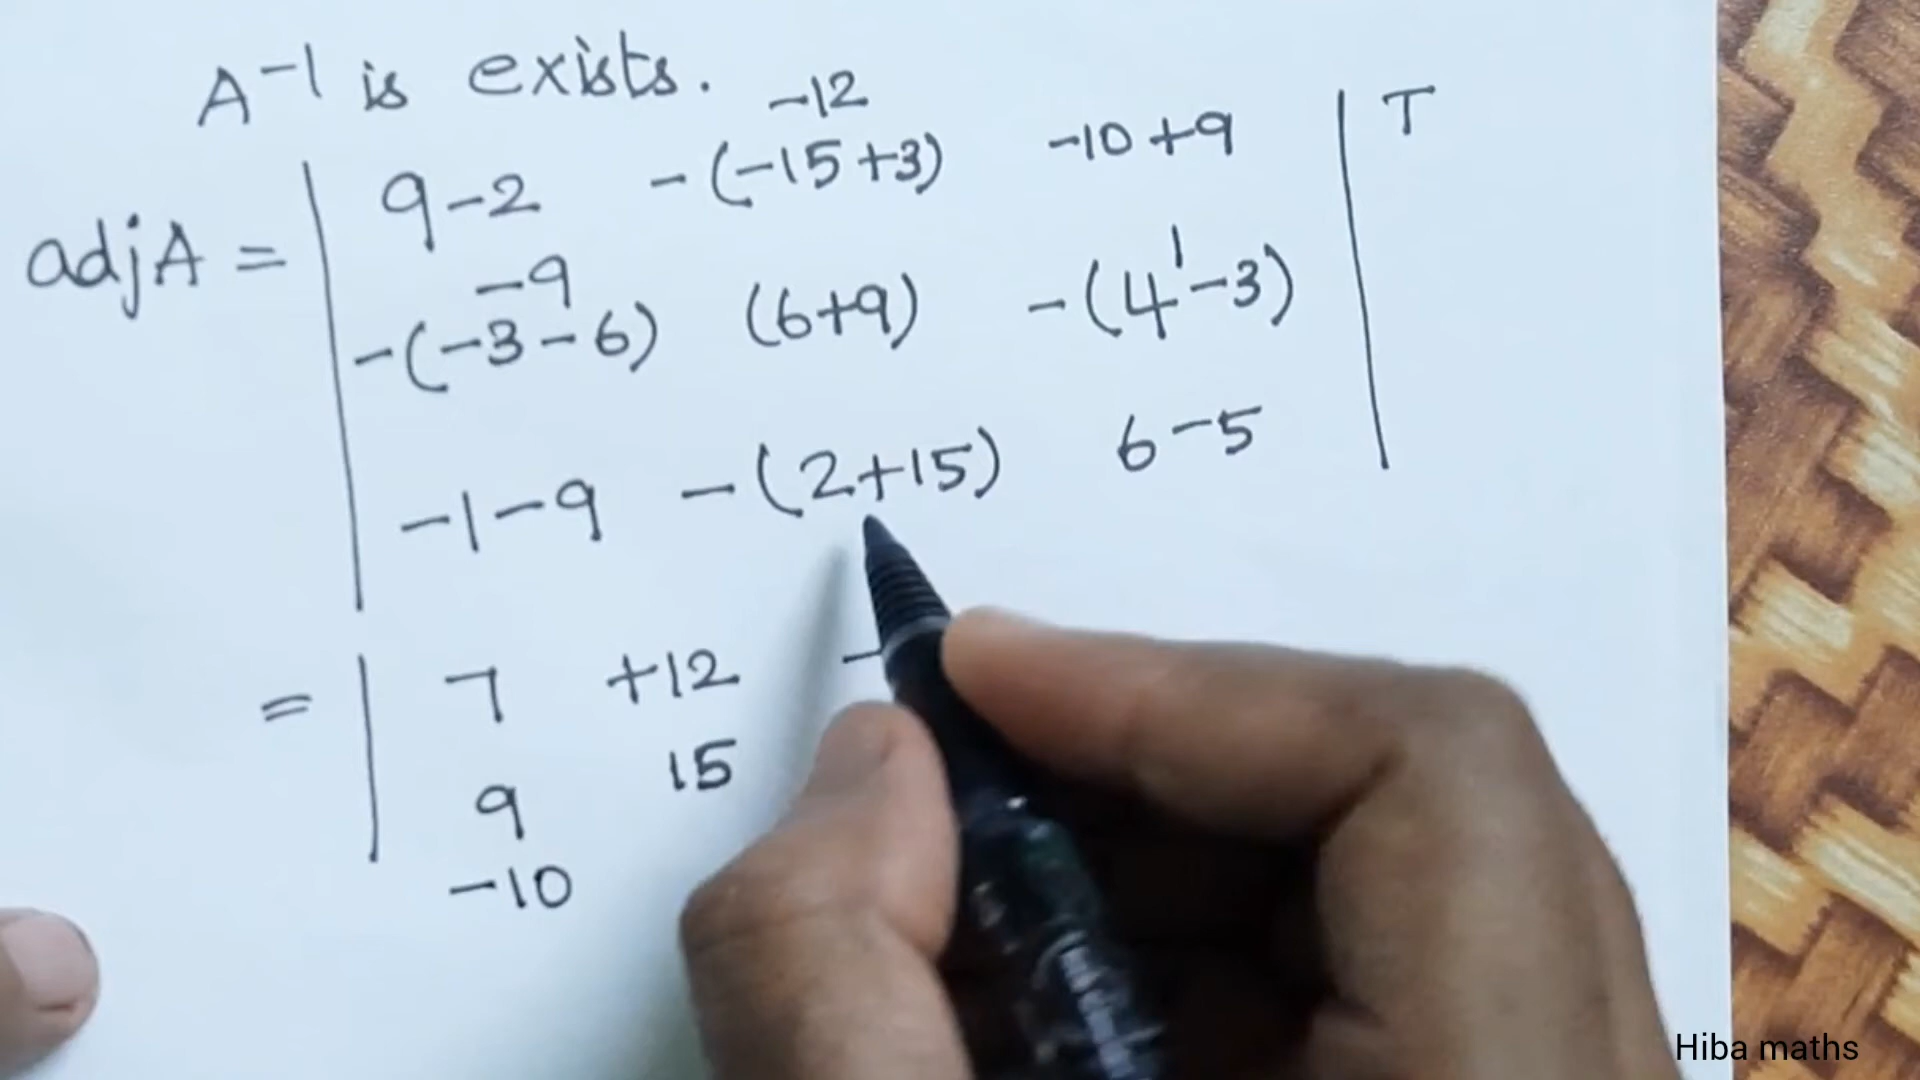 A⁻¹ is exists.
-12
9-2 -(-15+3) -10+9 T
adjA =
-9 1
-(-3-6) (6+9) -(4-3)
-1-9 -(2+15) 6-5
= 7 +12 -
9 15
-10
Hiba maths